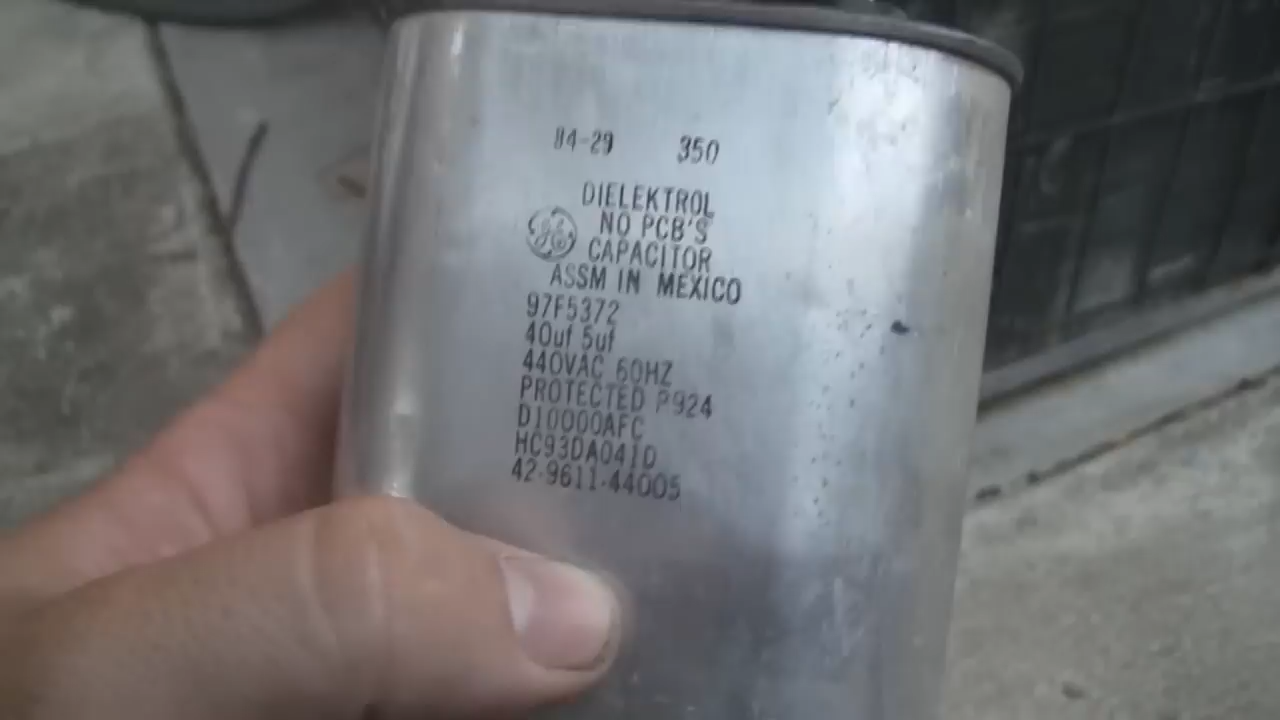 84-29 350
DIELEKTROL
NO PCB'S
GE CAPACITOR
ASSM IN MEXICO
97F5372
40uf 5uf
440VAC 60HZ
PROTECTED P924
D10000AFC
HC93DA041D
42-9611-44005